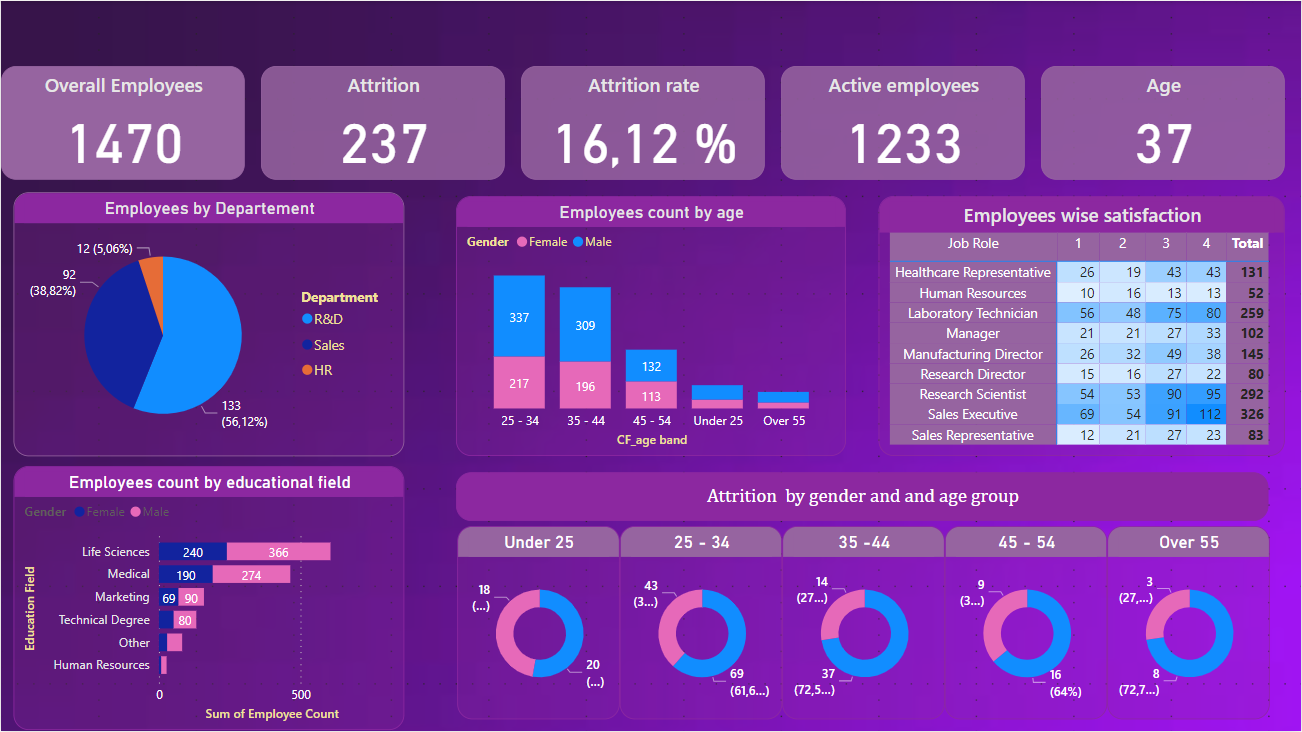 Overall Employees
1470
Attrition
237
Attrition rate
16,12 %
Active employees
1233
Age
37
Employees by Departement
12 (5,06%)
92
(38,82%)
133
(56,12%)
Department
R&D
Sales
HR
Employees count by age
Gender Female Male
337 309 132
217 196 113
25 - 34 35 - 44 45 - 54 Under 25 Over 55
CF_age band
Employees wise satisfaction
Job Role 1 2 3 4 Total
Healthcare Representative 26 19 43 43 131
Human Resources 10 16 13 13 52
Laboratory Technician 56 48 75 80 259
Manager 21 21 27 33 102
Manufacturing Director 26 32 49 38 145
Research Director 15 16 27 22 80
Research Scientist 54 53 90 95 292
Sales Executive 69 54 91 112 326
Sales Representative 12 21 27 23 83
Employees count by educational field
Gender Female Male
Education Field
Life Sciences 240 366
Medical 190 274
Marketing 69 90
Technical Degree 80
Other
Human Resources
0 500
Sum of Employee Count
Attrition by gender and and age group
Under 25
18
(...)
20
(...)
25 - 34
43
(3...)
69
(61,6...)
35 -44
14
(27...)
37
(72,5...)
45 - 54
9
(3...)
16
(64%)
Over 55
3
(27,...)
8
(72,7...)